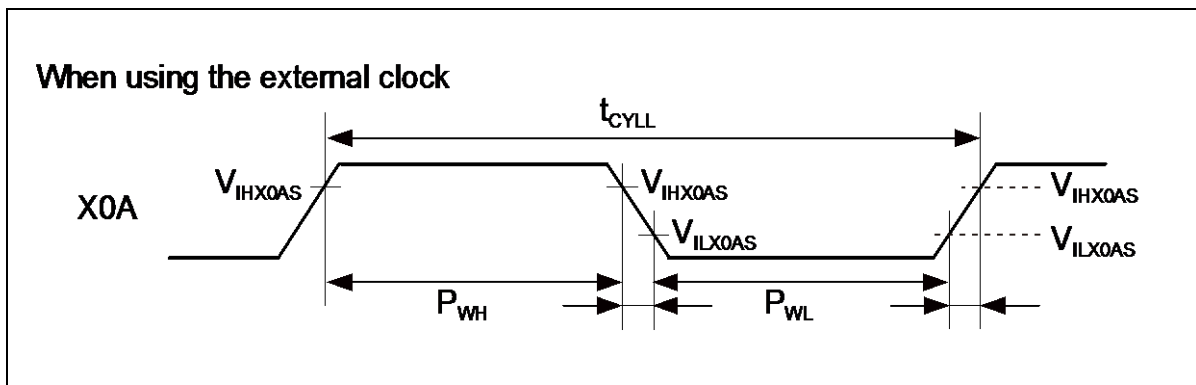 When using the external clock
tCYLL
VIHX0AS
VIHX0AS
VIHX0AS
X0A
VILX0AS
VILX0AS
PWH
PWL